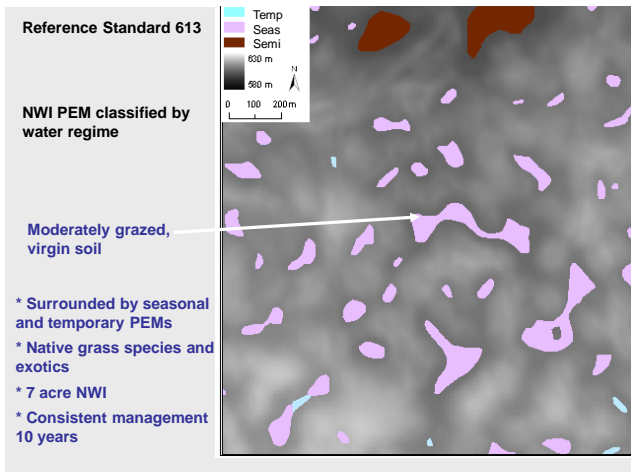 Reference Standard 613
NWI PEM classified by
water regime
Moderately grazed,
virgin soil
* Surrounded by seasonal
and temporary PEMs
* Native grass species and
exotics
* 7 acre NWI
* Consistent management
10 years
Temp
Seas
Semi
630 m
N
580 m
0 100 200m